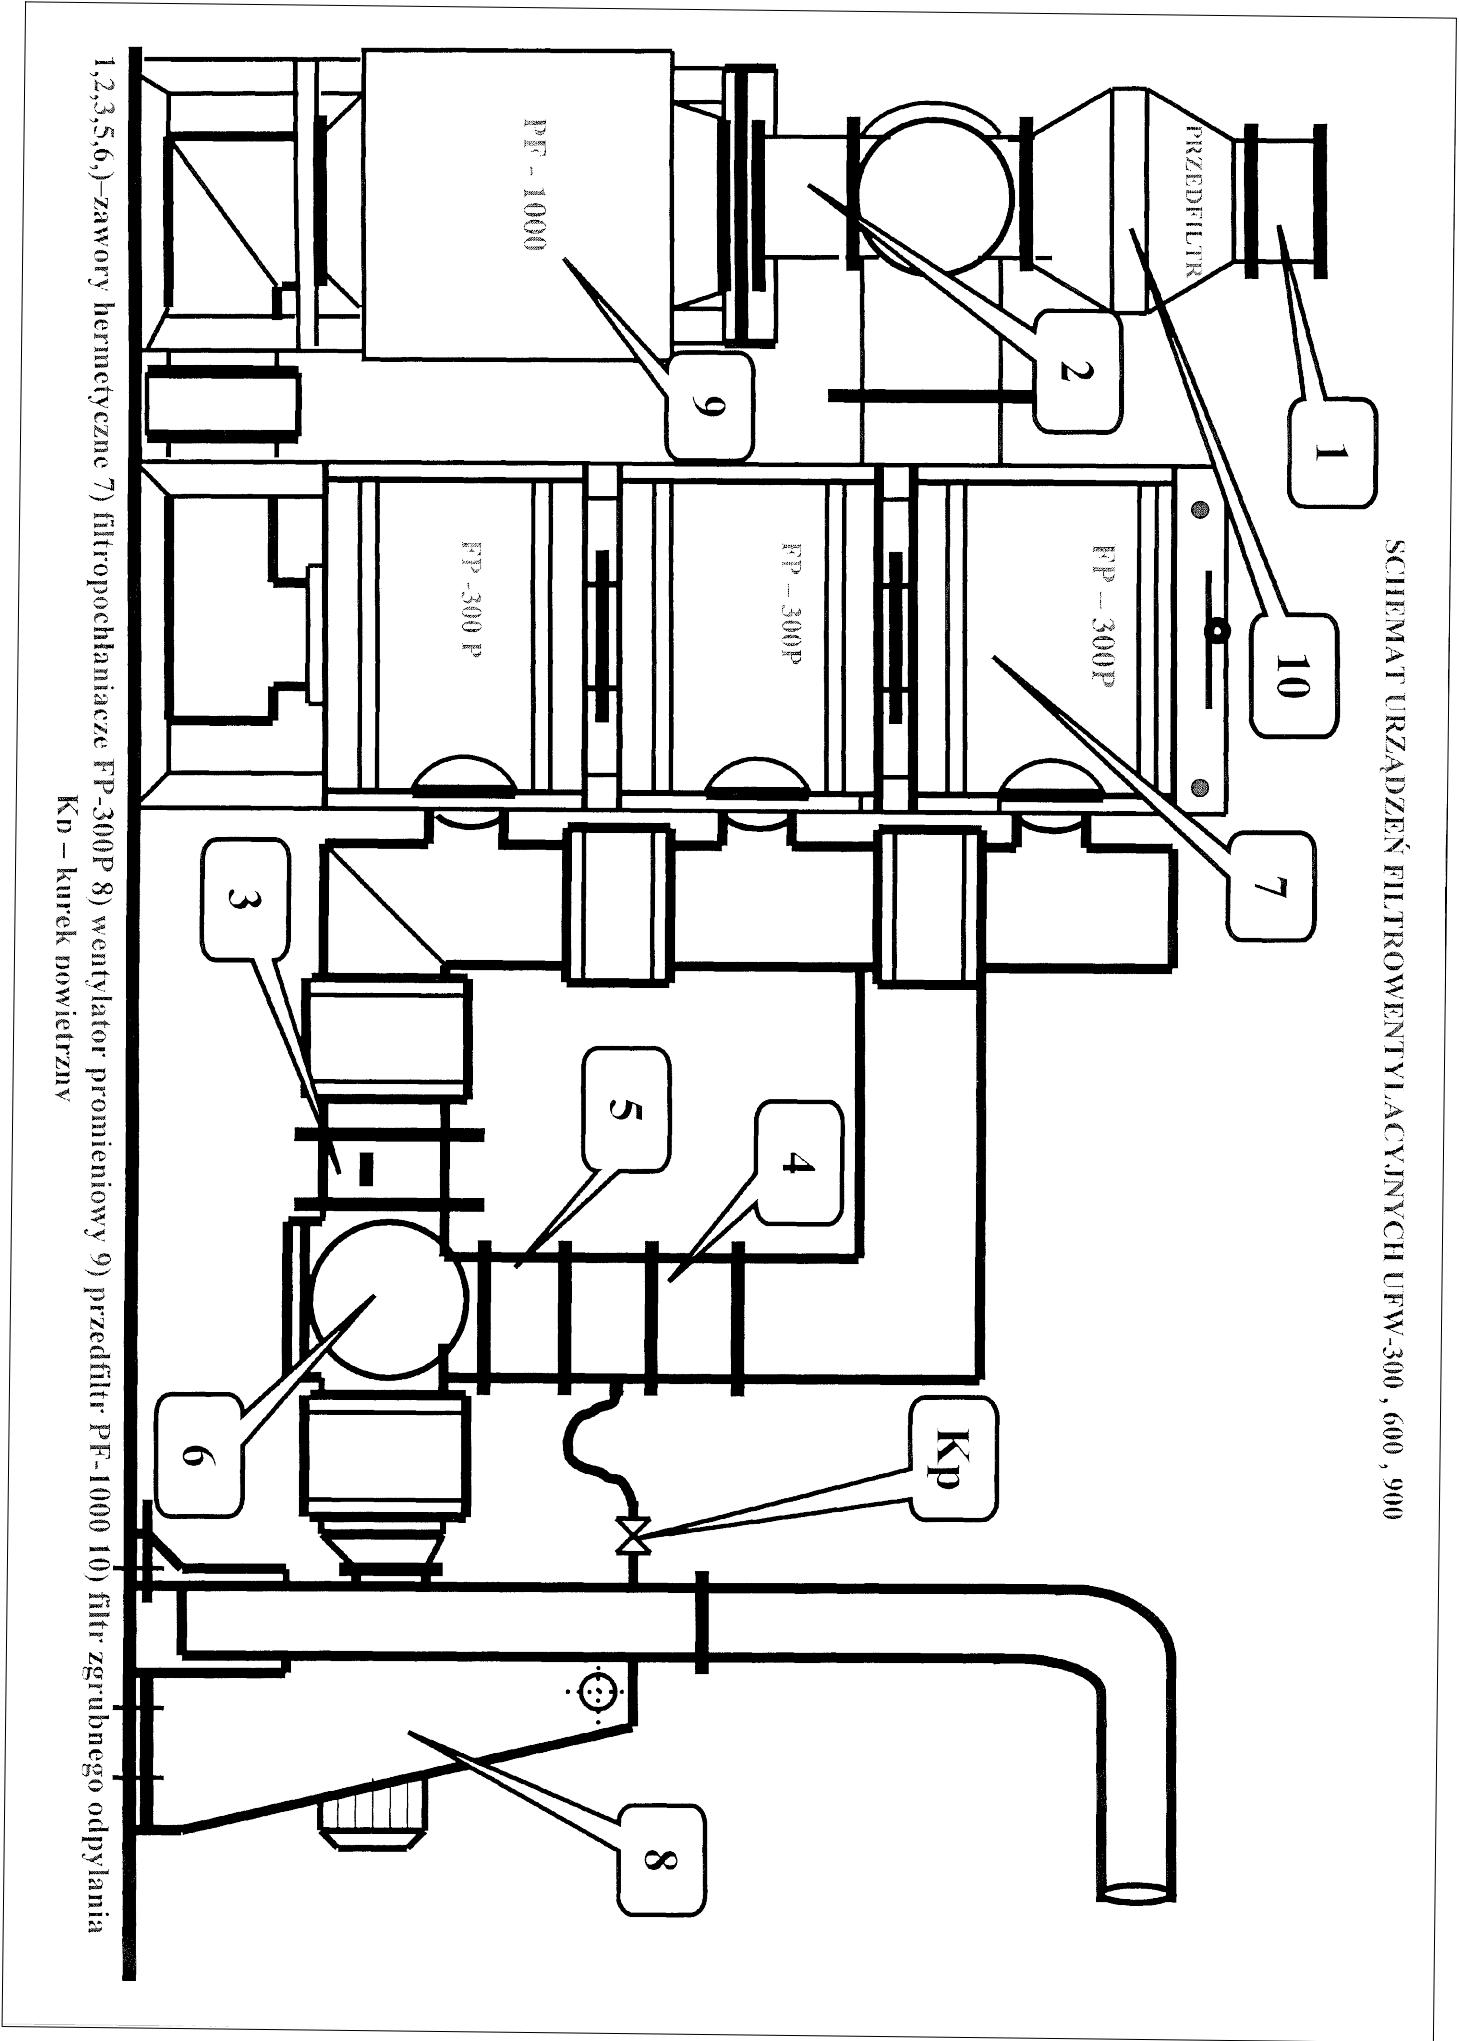 SCHEMAT URZĄDZEŃ FILTROWENTYLACYJNYCH UFW-300 , 600 , 900
1
10
7
PRZEDFILTR
2
FP – 300P
Kp
4
FP – 300P
5
9
PF - 1000
8
FP -300 P
3
6
1,2,3,5,6,)–zawory hermetyczne 7) filtropochłaniacze FP-300P 8) wentylator promieniowy 9) przedfiltr PF-1000 10) filtr zgrubnego odpylania
Kp – kurek powietrzny